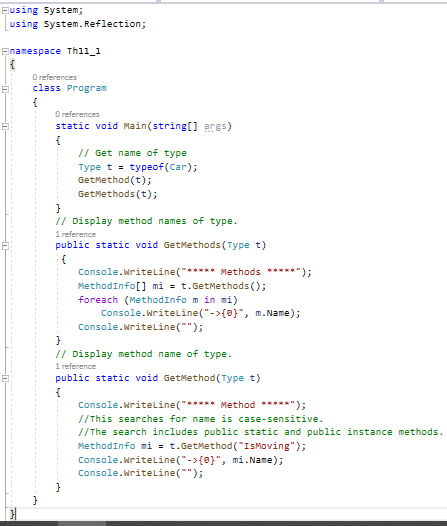 using System;
using System.Reflection;
namespace Th11_1
{
0 references
class Program
{
0 references
static void Main(string[] args)
{
// Get name of type
Type t = typeof(Car);
GetMethod(t);
GetMethods(t);
}
// Display method names of type.
1 reference
public static void GetMethods(Type t)
{
Console.WriteLine("***** Methods *****");
MethodInfo[] mi = t.GetMethods();
foreach (MethodInfo m in mi)
Console.WriteLine("->{0}", m.Name);
Console.WriteLine("");
}
// Display method name of type.
1 reference
public static void GetMethod(Type t)
{
Console.WriteLine("***** Method *****");
//This searches for name is case-sensitive.
//The search includes public static and public instance methods.
MethodInfo mi = t.GetMethod("IsMoving");
Console.WriteLine("->{0}", mi.Name);
Console.WriteLine("");
}
}
}